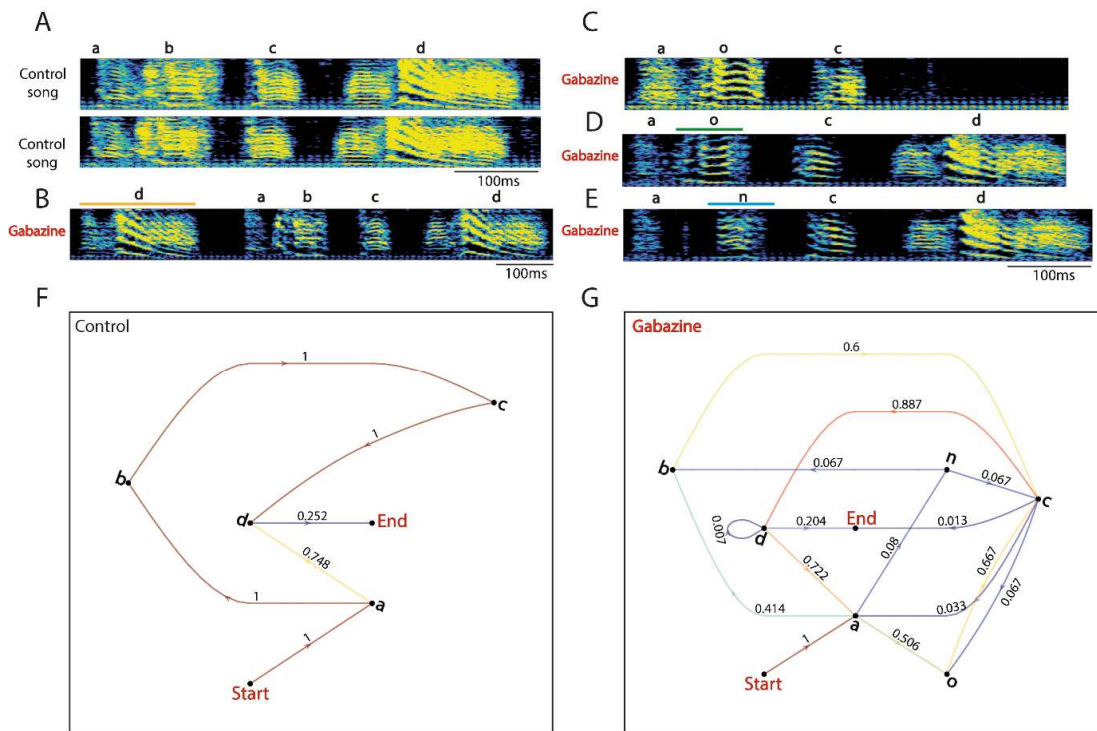 A
a b c d
Control
song
Control
song
100ms
B
d a b c d
Gabazine
100ms
C
a o c
Gabazine
D
a o c d
Gabazine
E
a n c d
Gabazine
100ms
F
Control
1
c
1
b
d
0.252
End
0.748
1
a
1
Start
G
Gabazine
0.6
0.887
b
0.067
n
0.067
c
0.007
d
0.204
End
0.013
0.08
0.667
0.067
0.722
0.414
0.033
a
0.506
1
Start
o